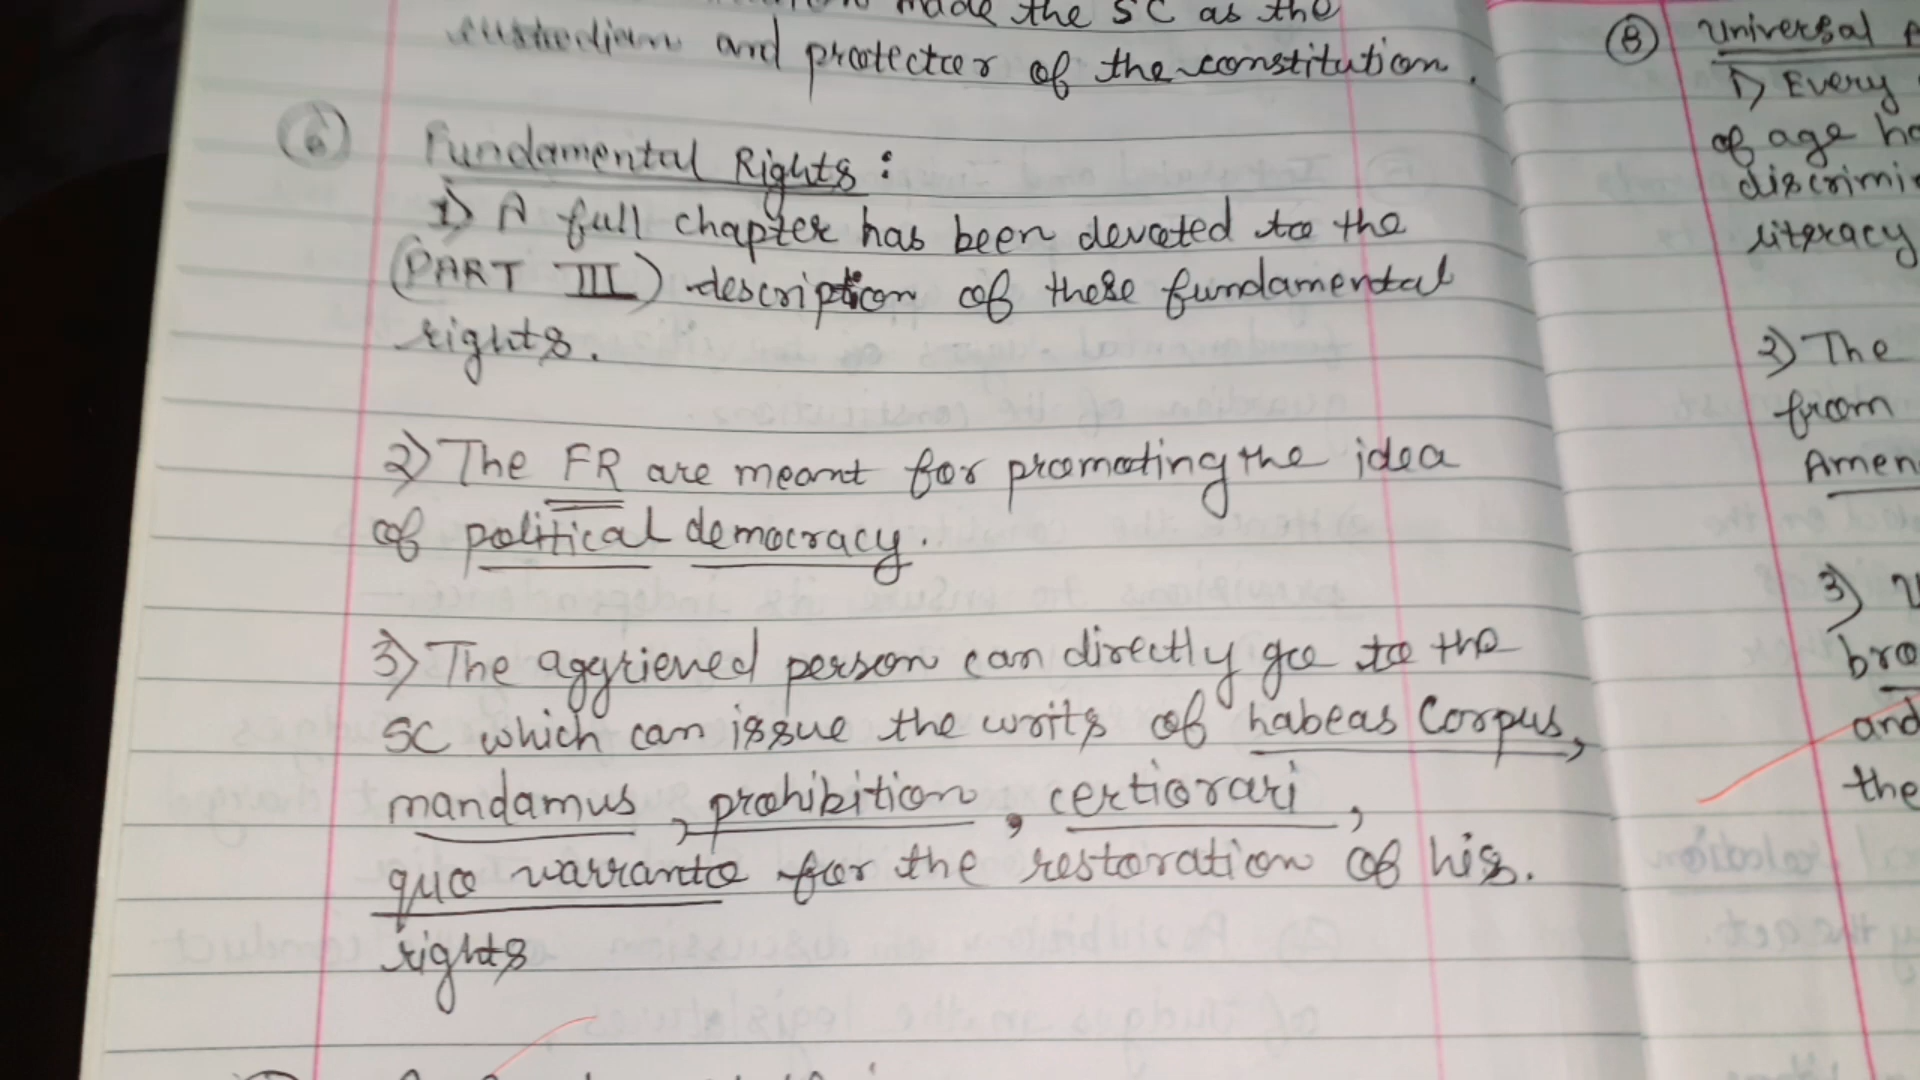 made the SC as the
custodian and protector of the constitution.
6 Fundamental Rights :
1) A full chapter has been devoted to the
(PART III) description of these fundamental
rights.
2) The FR are meant for promoting the idea
of political democracy.
3) The aggrieved person can directly go to the
SC which can issue the writs of habeas Corpus,
mandamus, prohibition, certiorari,
quo warranto for the restoration of his.
rights
8 Universal
1) Every
of age
literacy
2) The
from
3)
and
the